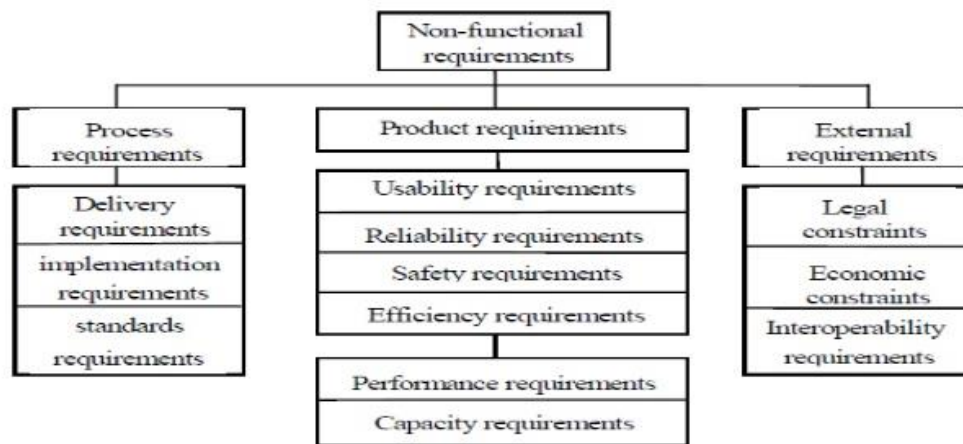 Non-functional
requirements
Process
requirements
Delivery
requirements
implementation
requirements
standards
requirements
Product requirements
Usability requirements
Reliability requirements
Safety requirements
Efficiency requirements
Performance requirements
Capacity requirements
External
requirements
Legal
constraints
Economic
constraints
Interoperability
requirements